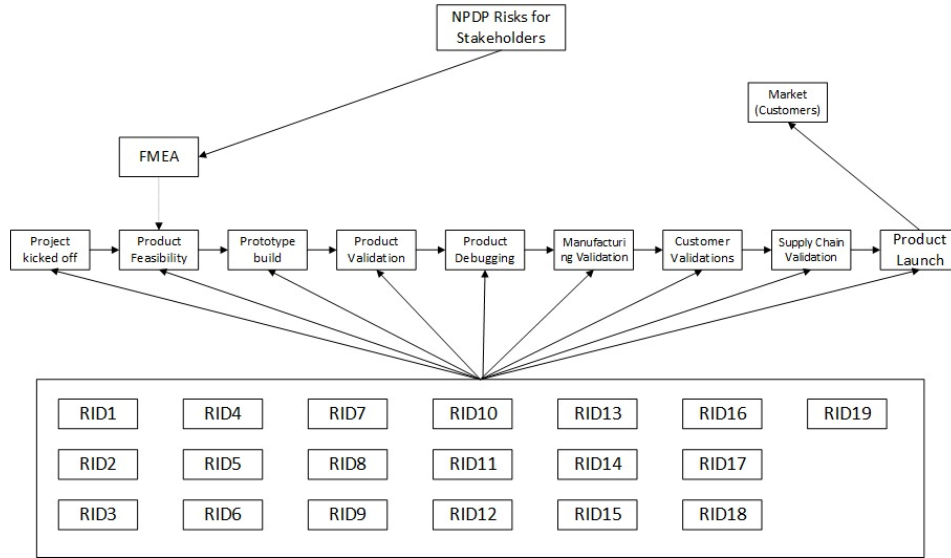 NPDP Risks for
Stakeholders
Market
(Customers)
FMEA
Project
kicked off
Product
Feasibility
Prototype
build
Product
Validation
Product
Debugging
Manufacturi
ng Validation
Customer
Validations
Supply Chain
Validation
Product
Launch
RID1
RID4
RID7
RID10
RID13
RID16
RID19
RID2
RID5
RID8
RID11
RID14
RID17
RID3
RID6
RID9
RID12
RID15
RID18